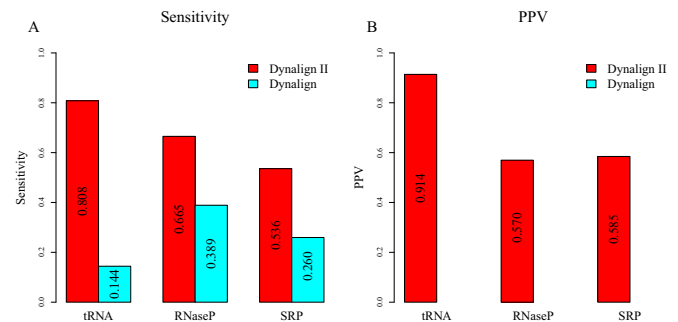 Sensitivity
A
Sensitivity
1.0
0.8
0.6
0.4
0.2
0.0
Dynalign II
Dynalign
0.808
0.144
0.665
0.389
0.536
0.260
tRNA
RNaseP
SRP
PPV
B
PPV
1.0
0.8
0.6
0.4
0.2
0.0
Dynalign II
Dynalign
0.914
0.570
0.585
tRNA
RNaseP
SRP